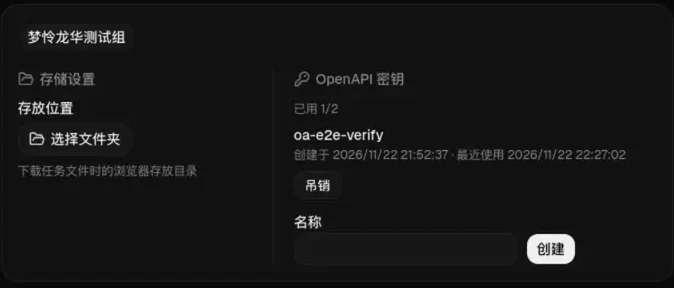 梦怜龙华测试组
存储设置
存放位置
选择文件夹
下载任务文件时的浏览器存放目录
OpenAPI 密钥
已用 1/2
oa-e2e-verify
创建于 2026/11/22 21:52:37 · 最近使用 2026/11/22 22:27:02
吊销
名称
创建